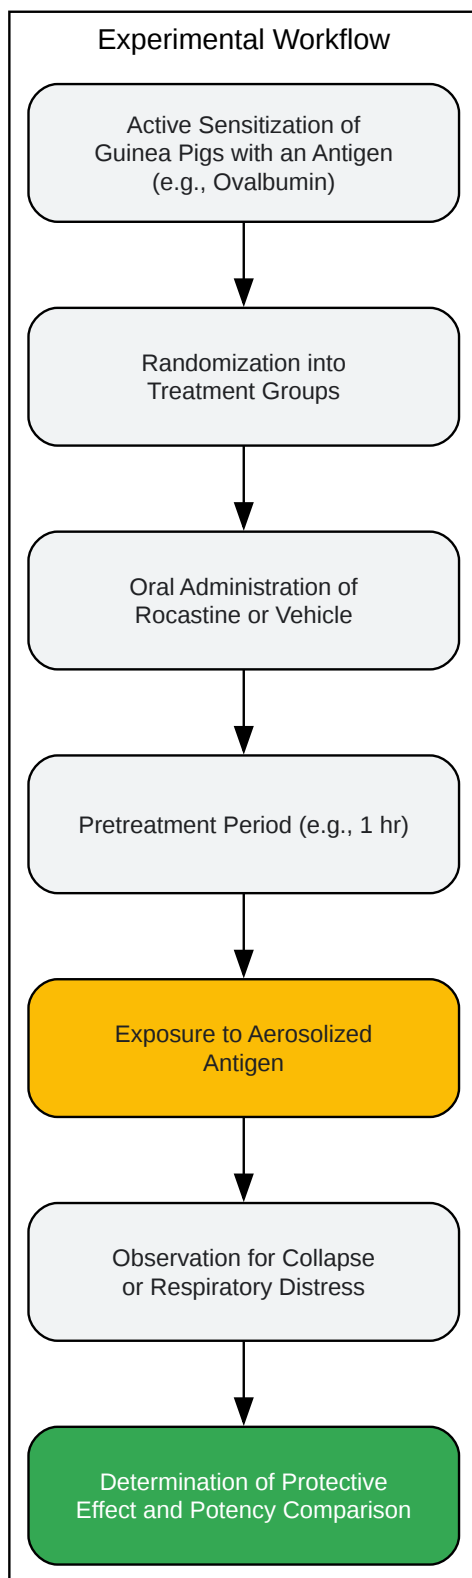 Experimental Workflow
Active Sensitization of
Guinea Pigs with an Antigen
(e.g., Ovalbumin)
Randomization into
Treatment Groups
Oral Administration of
Rocastine or Vehicle
Pretreatment Period (e.g., 1 hr)
Exposure to Aerosolized
Antigen
Observation for Collapse
or Respiratory Distress
Determination of Protective
Effect and Potency Comparison